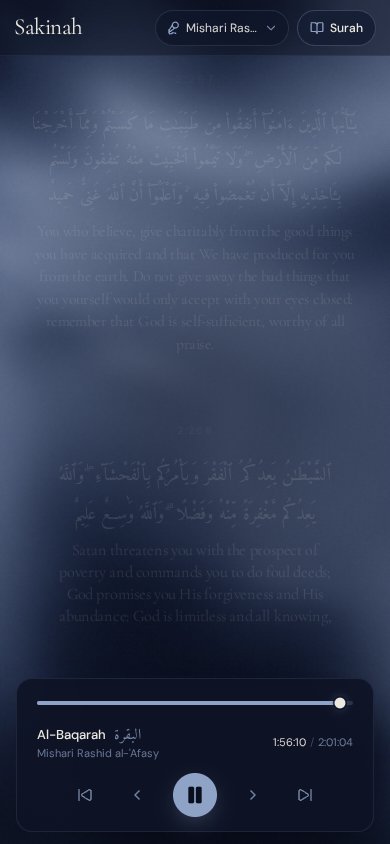 Sakinah
Mishari Ras...
Surah
2:267
يَـٰٓأَيُّهَا ٱلَّذِينَ ءَامَنُوٓا۟ أَنفِقُوا۟ مِن طَيِّبَـٰتِ مَا كَسَبْتُمْ وَمِمَّآ أَخْرَجْنَا
لَكُم مِّنَ ٱلْأَرْضِ ۖ وَلَا تَيَمَّمُوا۟ ٱلْخَبِيثَ مِنْهُ تُنفِقُونَ وَلَسْتُم
بِـَٔاخِذِيهِ إِلَّآ أَن تُغْمِضُوا۟ فِيهِ ۚ وَٱعْلَمُوٓا۟ أَنَّ ٱللَّهَ غَنِىٌّ حَمِيدٌ
You who believe, give charitably from the good things
you have acquired and that We have produced for you
from the earth. Do not give away the bad things that
you yourself would only accept with your eyes closed:
remember that God is self-sufficient, worthy of all
praise.
2:268
ٱلشَّيْطَـٰنُ يَعِدُكُمُ ٱلْفَقْرَ وَيَأْمُرُكُم بِٱلْفَحْشَآءِ ۖ وَٱللَّهُ
يَعِدُكُم مَّغْفِرَةً مِّنْهُ وَفَضْلًا ۗ وَٱللَّهُ وَٰسِعٌ عَلِيمٌ
Satan threatens you with the prospect of
poverty and commands you to do foul deeds;
God promises you His forgiveness and His
abundance: God is limitless and all knowing,
Al-Baqarah البقرة
Mishari Rashid al-'Afasy
1:56:10 / 2:01:04